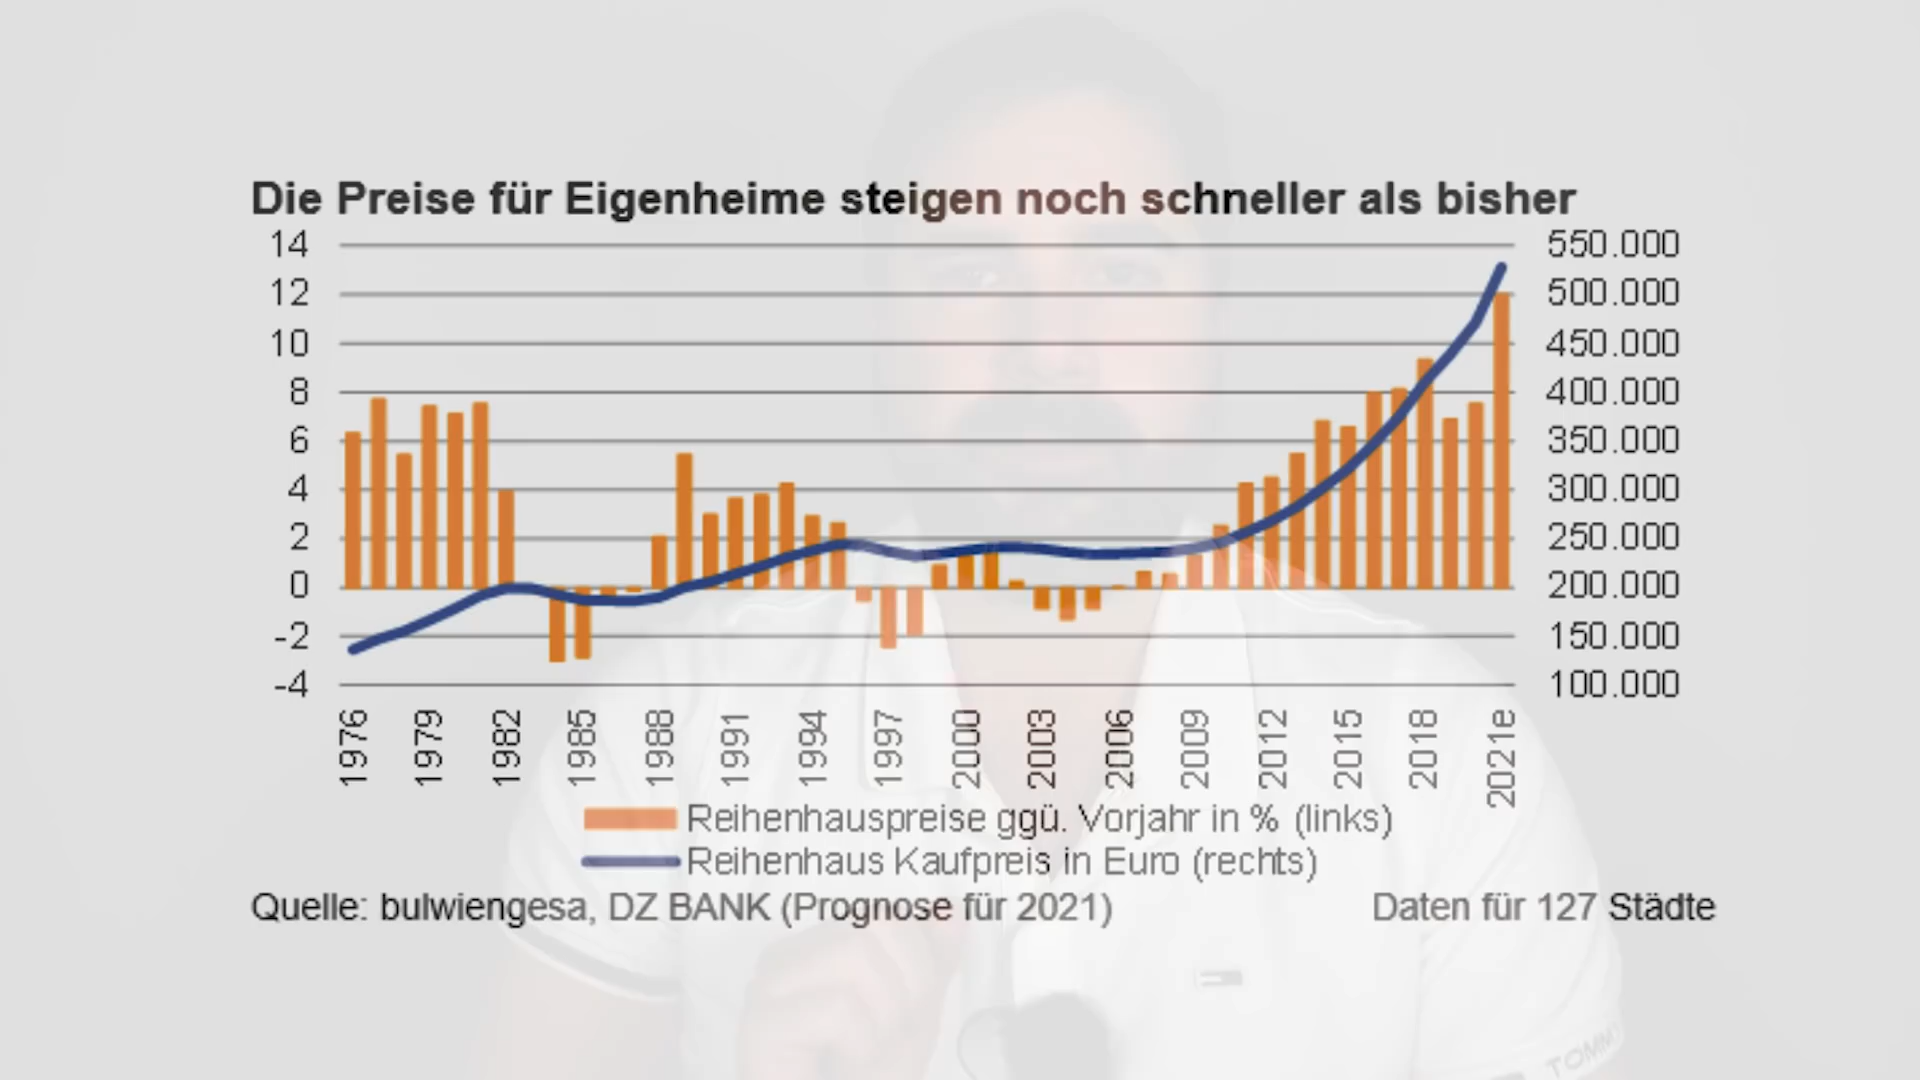 Die Preise für Eigenheime steigen noch schneller als bisher
14 550.000
12 500.000
10 450.000
8 400.000
6 350.000
4 300.000
2 250.000
0 200.000
-2 150.000
-4 100.000
1976 1979 1982 1985 1988 1991 1994 1997 2000 2003 2006 2009 2012 2015 2018 2021e
Reihenhauspreise ggü. Vorjahr in % (links)
Reihenhaus Kaufpreis in Euro (rechts)
Quelle: bulwiengesa, DZ BANK (Prognose für 2021) Daten für 127 Städte